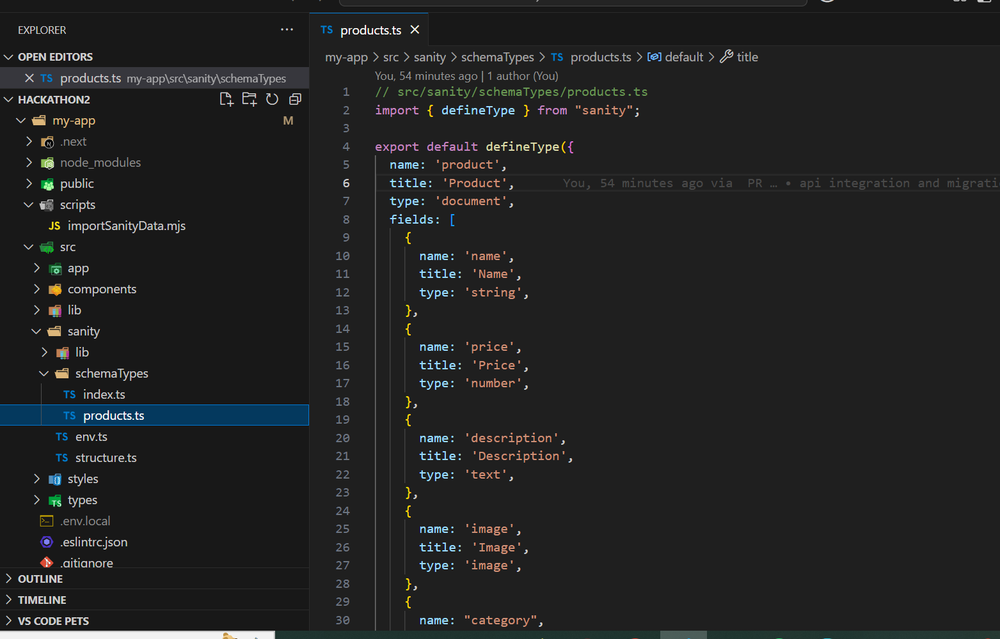 EXPLORER
OPEN EDITORS
TS products.ts my-app\src\sanity\schemaTypes
HACKATHON2
my-app M
.next
node_modules
public
scripts
JS importSanityData.mjs
src
app
components
lib
sanity
lib
schemaTypes
TS index.ts
TS products.ts
TS env.ts
TS structure.ts
styles
types
.env.local
.eslintrc.json
.gitignore
OUTLINE
TIMELINE
VS CODE PETS
TS products.ts
my-app > src > sanity > schemaTypes > TS products.ts > default > title
You, 54 minutes ago | 1 author (You)
1 // src/sanity/schemaTypes/products.ts
2 import { defineType } from "sanity";
3
4 export default defineType({
5 name: 'product',
6 title: 'Product', You, 54 minutes ago via PR … • api integration and migrati
7 type: 'document',
8 fields: [
9 {
10 name: 'name',
11 title: 'Name',
12 type: 'string',
13 },
14 {
15 name: 'price',
16 title: 'Price',
17 type: 'number',
18 },
19 {
20 name: 'description',
21 title: 'Description',
22 type: 'text',
23 },
24 {
25 name: 'image',
26 title: 'Image',
27 type: 'image',
28 },
29 {
30 name: "category",